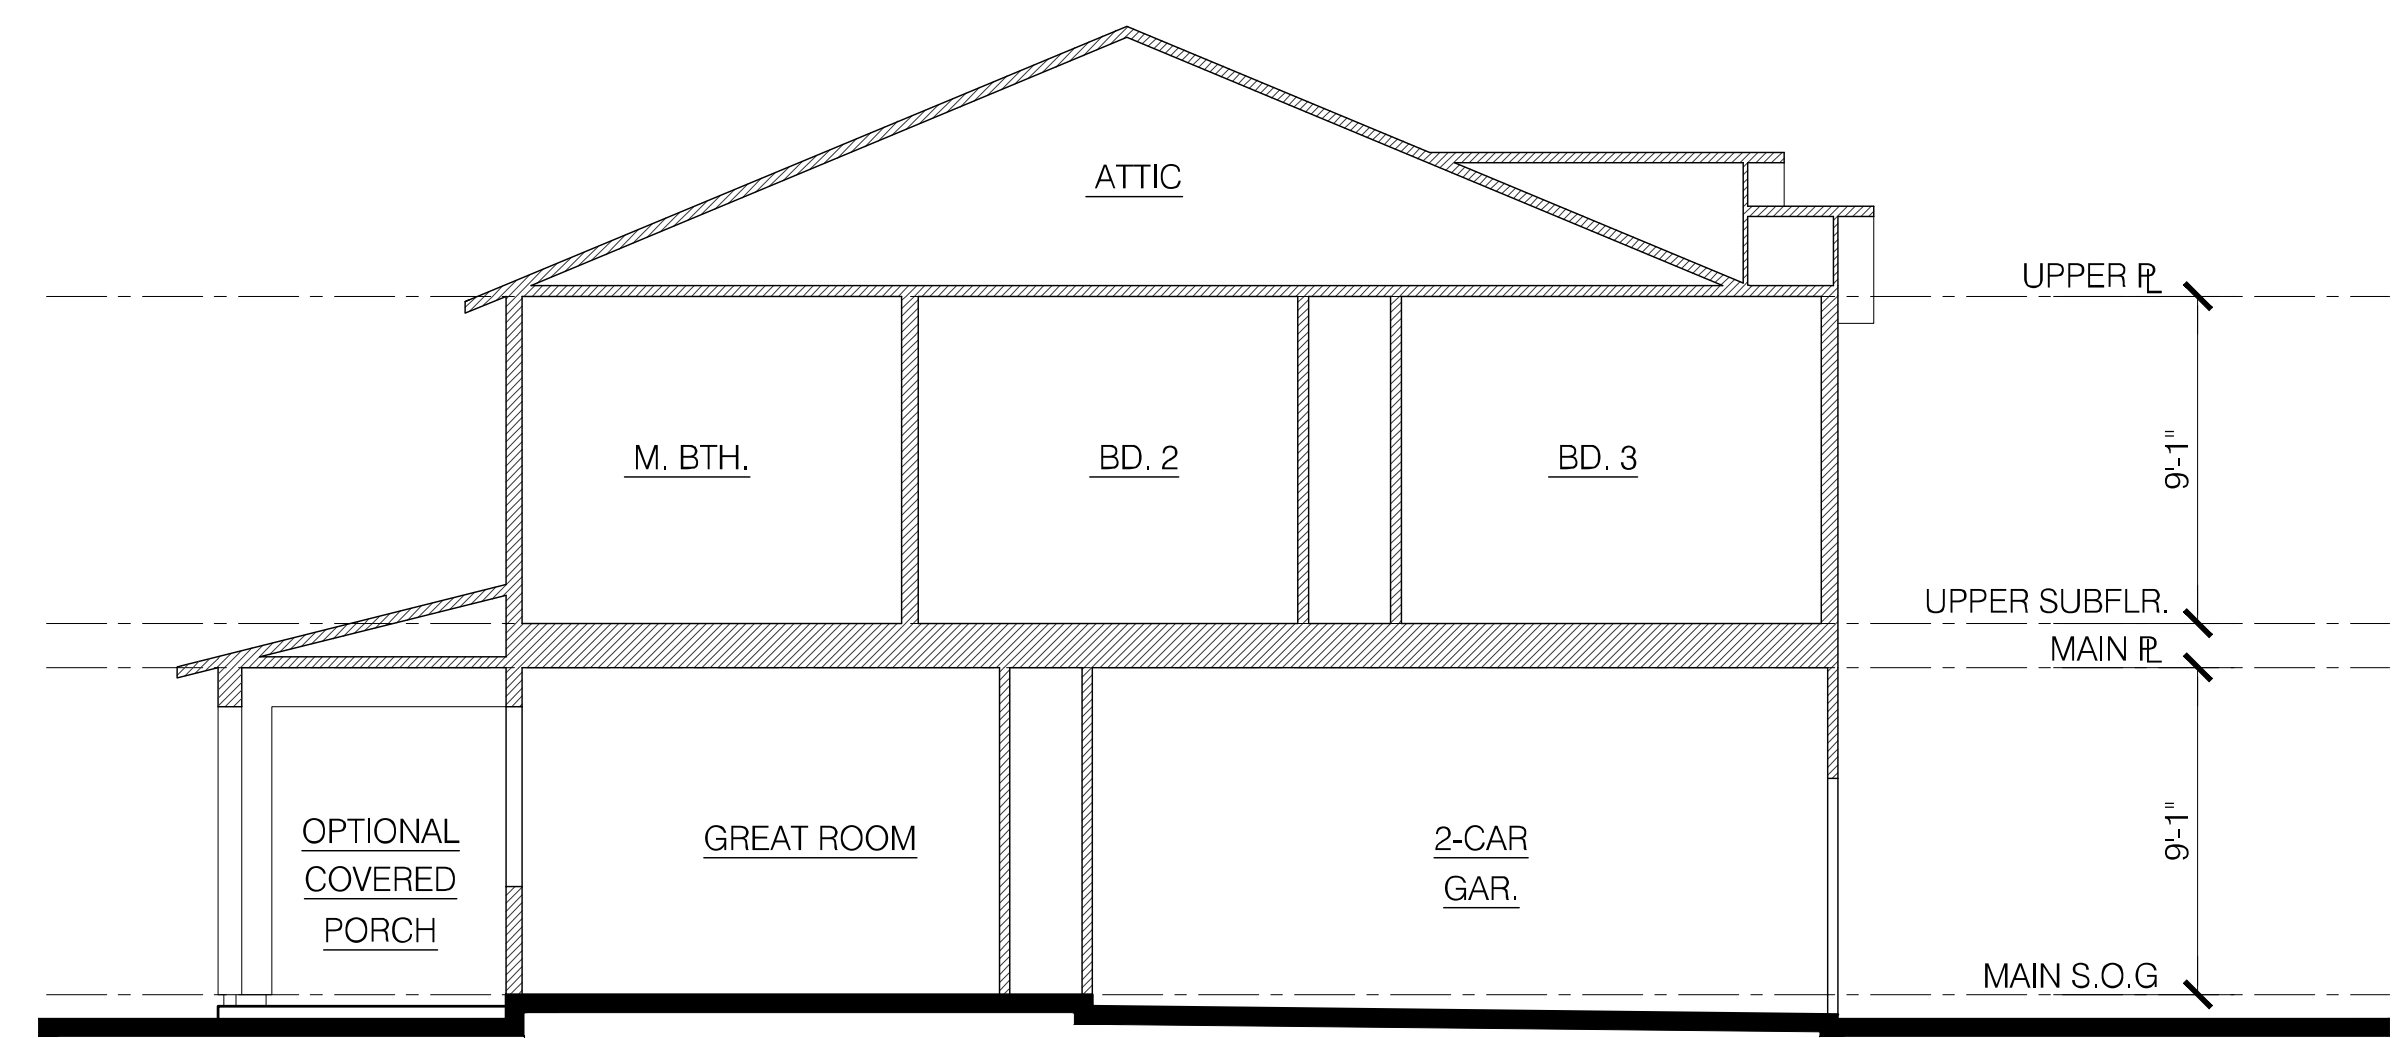 ATTIC
UPPER PL
M. BTH.
BD. 2
BD. 3
9'-1"
UPPER SUBFLR.
MAIN PL
OPTIONAL
COVERED
PORCH
GREAT ROOM
2-CAR
GAR.
9'-1"
MAIN S.O.G